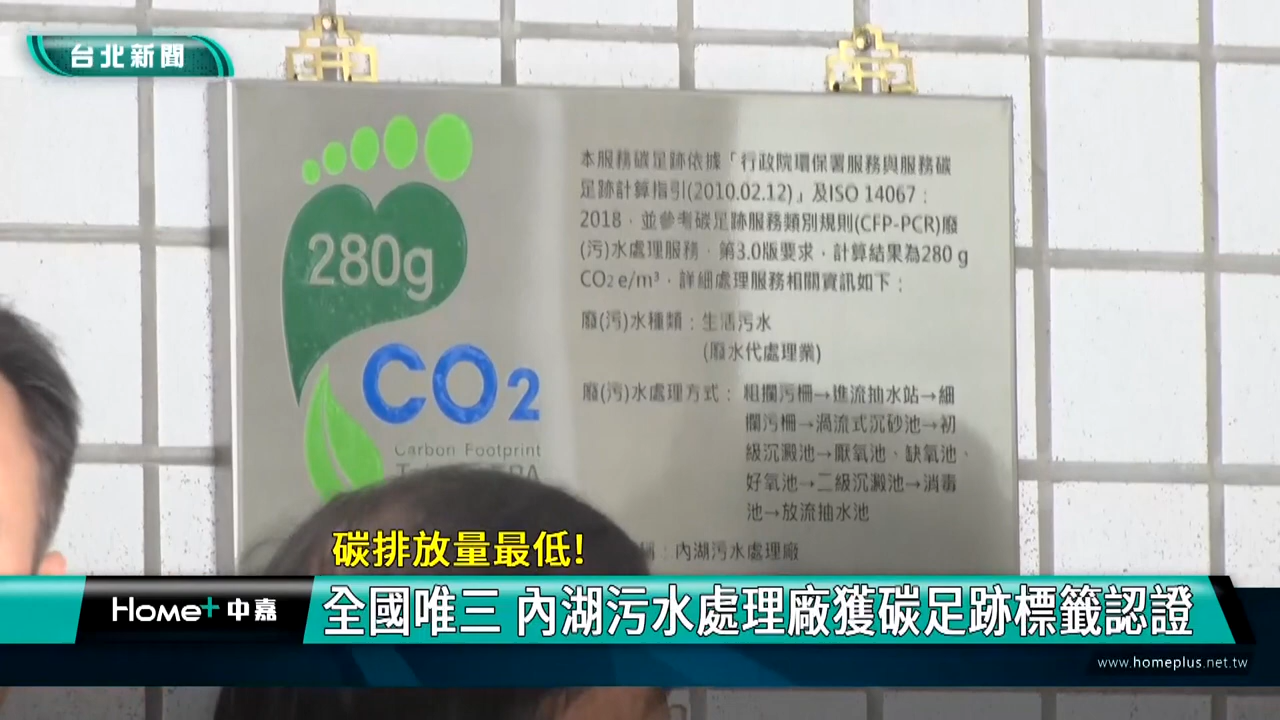 台北新聞
280g
CO2
Carbon Footprint
本服務碳足跡依據「行政院環保署服務與服務碳
足跡計算指引(2010.02.12)」及ISO 14067：
2018，並參考碳足跡服務類別規則(CFP-PCR)廢
(污)水處理服務，第3.0版要求，計算結果為280 g
CO2 e/m³，詳細處理服務相關資訊如下：
廢(污)水種類：生活污水
(廢水代處理業)
廢(污)水處理方式： 粗攔污柵→進流抽水站→細
攔污柵→渦流式沉砂池→初
級沉澱池→厭氧池、缺氧池、
好氧池→二級沉澱池→消毒
池→放流抽水池
：內湖污水處理廠
碳排放量最低!
Home+中嘉
全國唯三 內湖污水處理廠獲碳足跡標籤認證
www.homeplus.net.tw